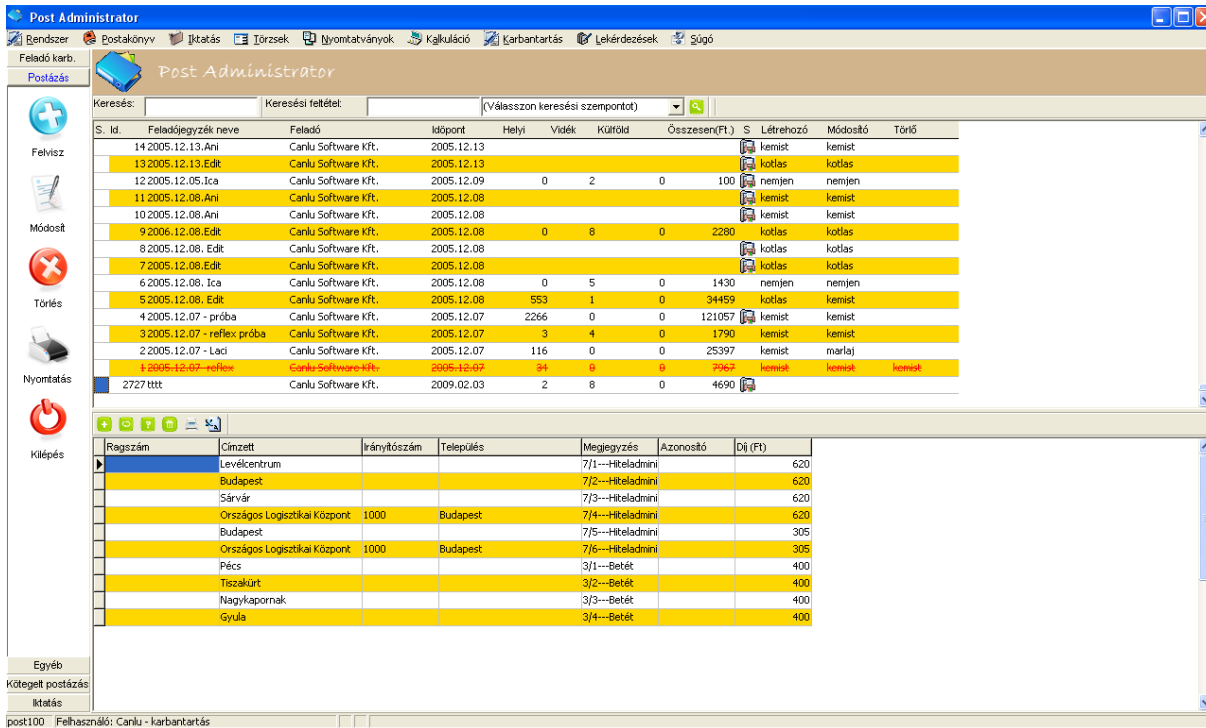 Post Administrator
Rendszer Postakönyv Iktatás Törzsek Nyomtatványok Kalkuláció Karbantartás Lekérdezések Súgó
Feladó karb.
Postázás
Post Administrator
Keresés: Keresési feltétel: (Válasszon keresési szempontot)
S. Id. Feladójegyzék neve Feladó Időpont Helyi Vidék Külföld Összesen(Ft.) S Létrehozó Módosító Törlő
14 2005.12.13.Ani Canlu Software Kft. 2005.12.13 kemist kemist
13 2005.12.13.Edit Canlu Software Kft. 2005.12.13 kotlas kotlas
12 2005.12.05.Ica Canlu Software Kft. 2005.12.09 0 2 0 100 nemjen nemjen
11 2005.12.08.Ani Canlu Software Kft. 2005.12.08 kemist kemist
10 2005.12.08.Ani Canlu Software Kft. 2005.12.08 kemist kemist
9 2006.12.08.Edit Canlu Software Kft. 2005.12.08 0 8 0 2280 kotlas kotlas
8 2005.12.08. Edit Canlu Software Kft. 2005.12.08 kotlas kotlas
7 2005.12.08.Edit Canlu Software Kft. 2005.12.08 kotlas kotlas
6 2005.12.08. Ica Canlu Software Kft. 2005.12.08 0 5 0 1430 nemjen nemjen
5 2005.12.08. Edit Canlu Software Kft. 2005.12.08 553 1 0 34459 kotlas kemist
4 2005.12.07 - próba Canlu Software Kft. 2005.12.07 2266 0 0 121057 kemist kemist
3 2005.12.07 - reflex próba Canlu Software Kft. 2005.12.07 3 4 0 1790 kemist kemist
2 2005.12.07 - Laci Canlu Software Kft. 2005.12.07 116 0 0 25397 kemist marlaj
1 2005.12.07 reflex Canlu Software Kft. 2005.12.07 34 0 0 7967 kemist kemist kemist
2727 tttt Canlu Software Kft. 2009.02.03 2 8 0 4690
Felvisz
Módosít
Törlés
Nyomtatás
Kilépés
Ragszám Címzett Irányítószám Település Megjegyzés Azonosító Díj (Ft)
Levélcentrum 7/1---Hiteladmini 620
Budapest 7/2---Hiteladmini 620
Sárvár 7/3---Hiteladmini 620
Országos Logisztikai Központ 1000 Budapest 7/4---Hiteladmini 620
Budapest 7/5---Hiteladmini 305
Országos Logisztikai Központ 1000 Budapest 7/6---Hiteladmini 305
Pécs 3/1---Betét 400
Tiszakürt 3/2---Betét 400
Nagykapornak 3/3---Betét 400
Gyula 3/4---Betét 400
Egyéb
Kötegelt postázás
Iktatás
post100 Felhasználó: Canlu - karbantartás